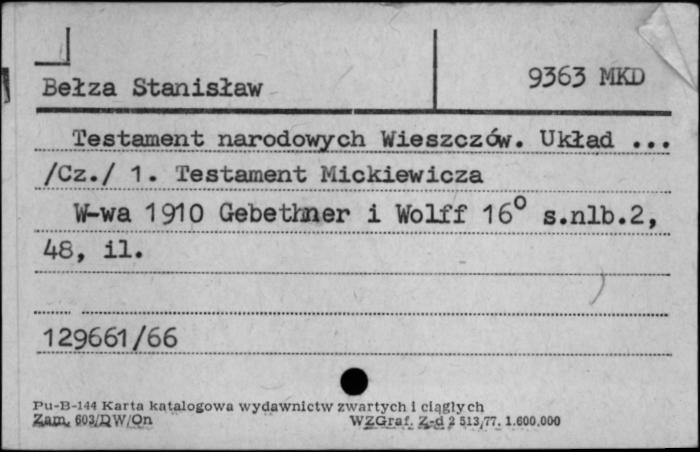 Bełza Stanisław 9363 MKD
Testament narodowych Wieszczów. Układ ...
/Cz./ 1. Testament Mickiewicza
W-wa 1910 Gebethner i Wolff 16° s.nlb.2,
48, il.
129661/66
Pu-B-144 Karta katalogowa wydawnictw zwartych i ciągłych
Zam. 603/DW/On WZGraf. Z-d 2 513,77. 1.600.000